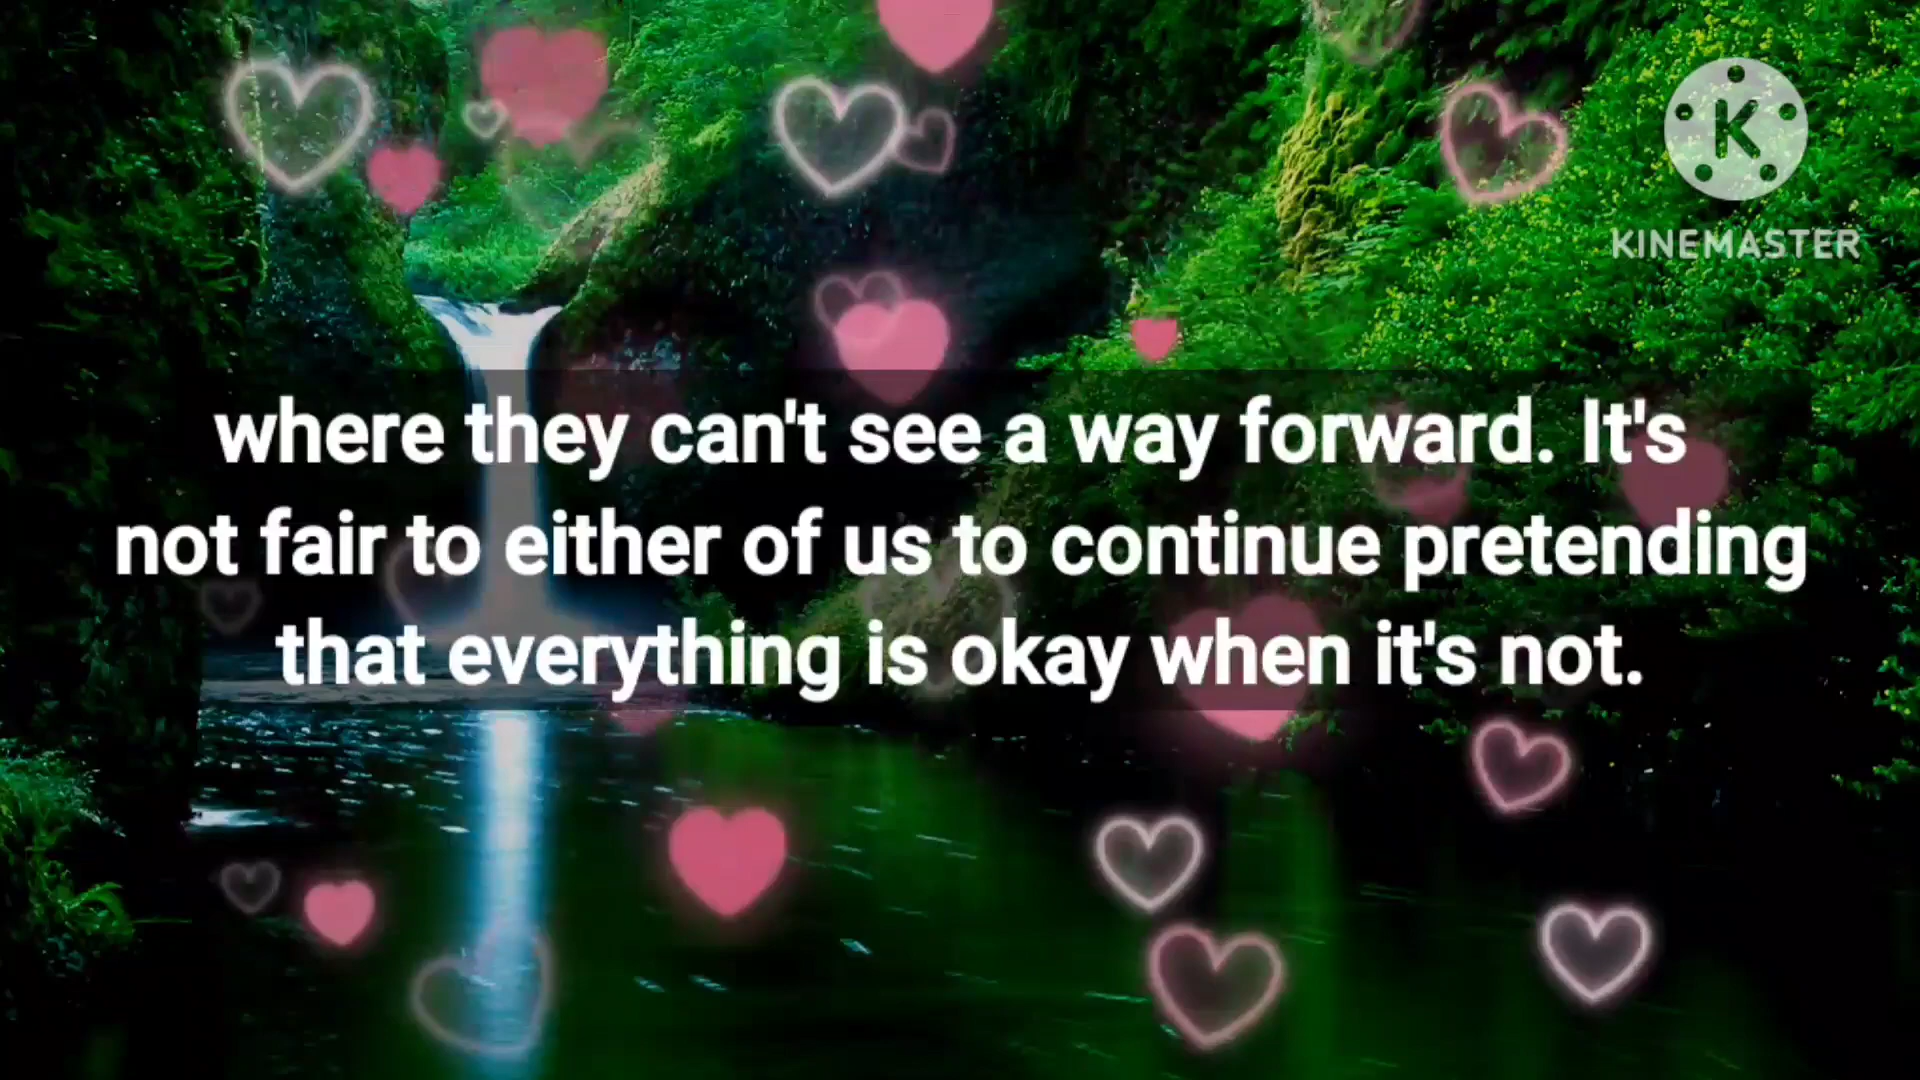 K
KINEMASTER
where they can't see a way forward. It's
not fair to either of us to continue pretending
that everything is okay when it's not.